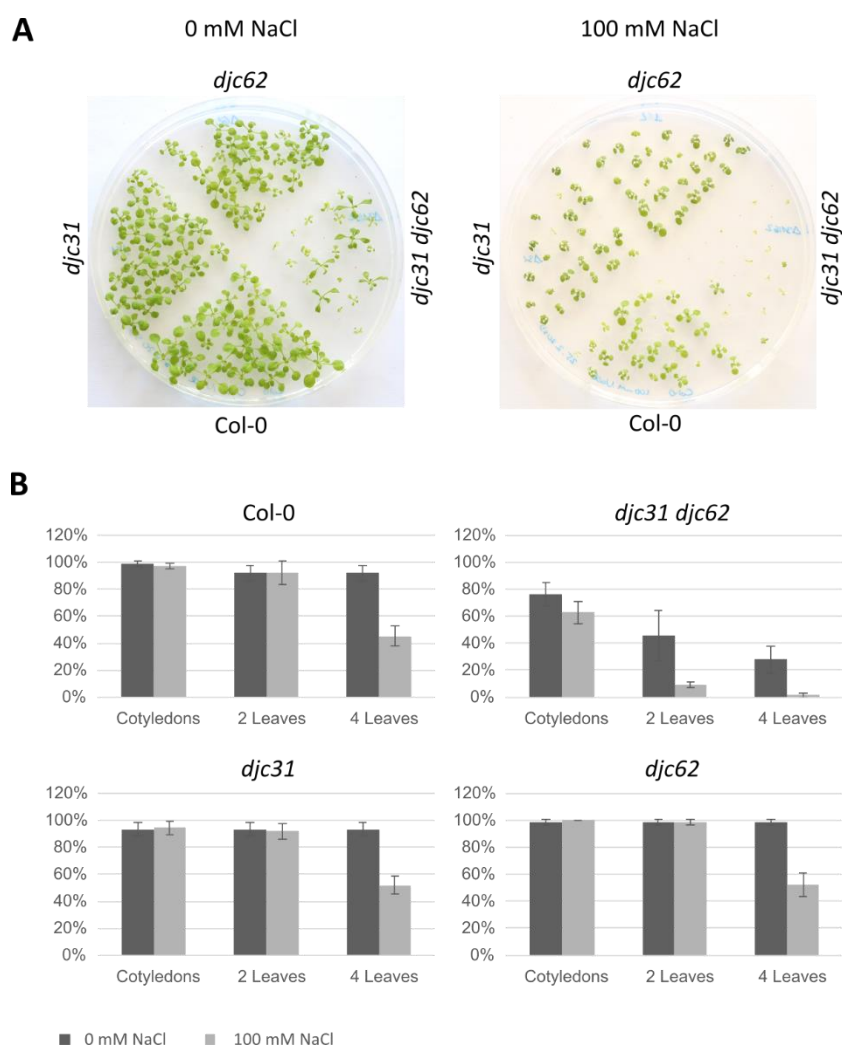 A
0 mM NaCl
100 mM NaCl
djc62
djc62
djc31
djc31 djc62
djc31
djc31 djc62
Col-0
Col-0
B
Col-0
120%
100%
80%
60%
40%
20%
0%
Cotyledons 2 Leaves 4 Leaves
djc31 djc62
120%
100%
80%
60%
40%
20%
0%
Cotyledons 2 Leaves 4 Leaves
djc31
120%
100%
80%
60%
40%
20%
0%
Cotyledons 2 Leaves 4 Leaves
djc62
120%
100%
80%
60%
40%
20%
0%
Cotyledons 2 Leaves 4 Leaves
0 mM NaCl 100 mM NaCl